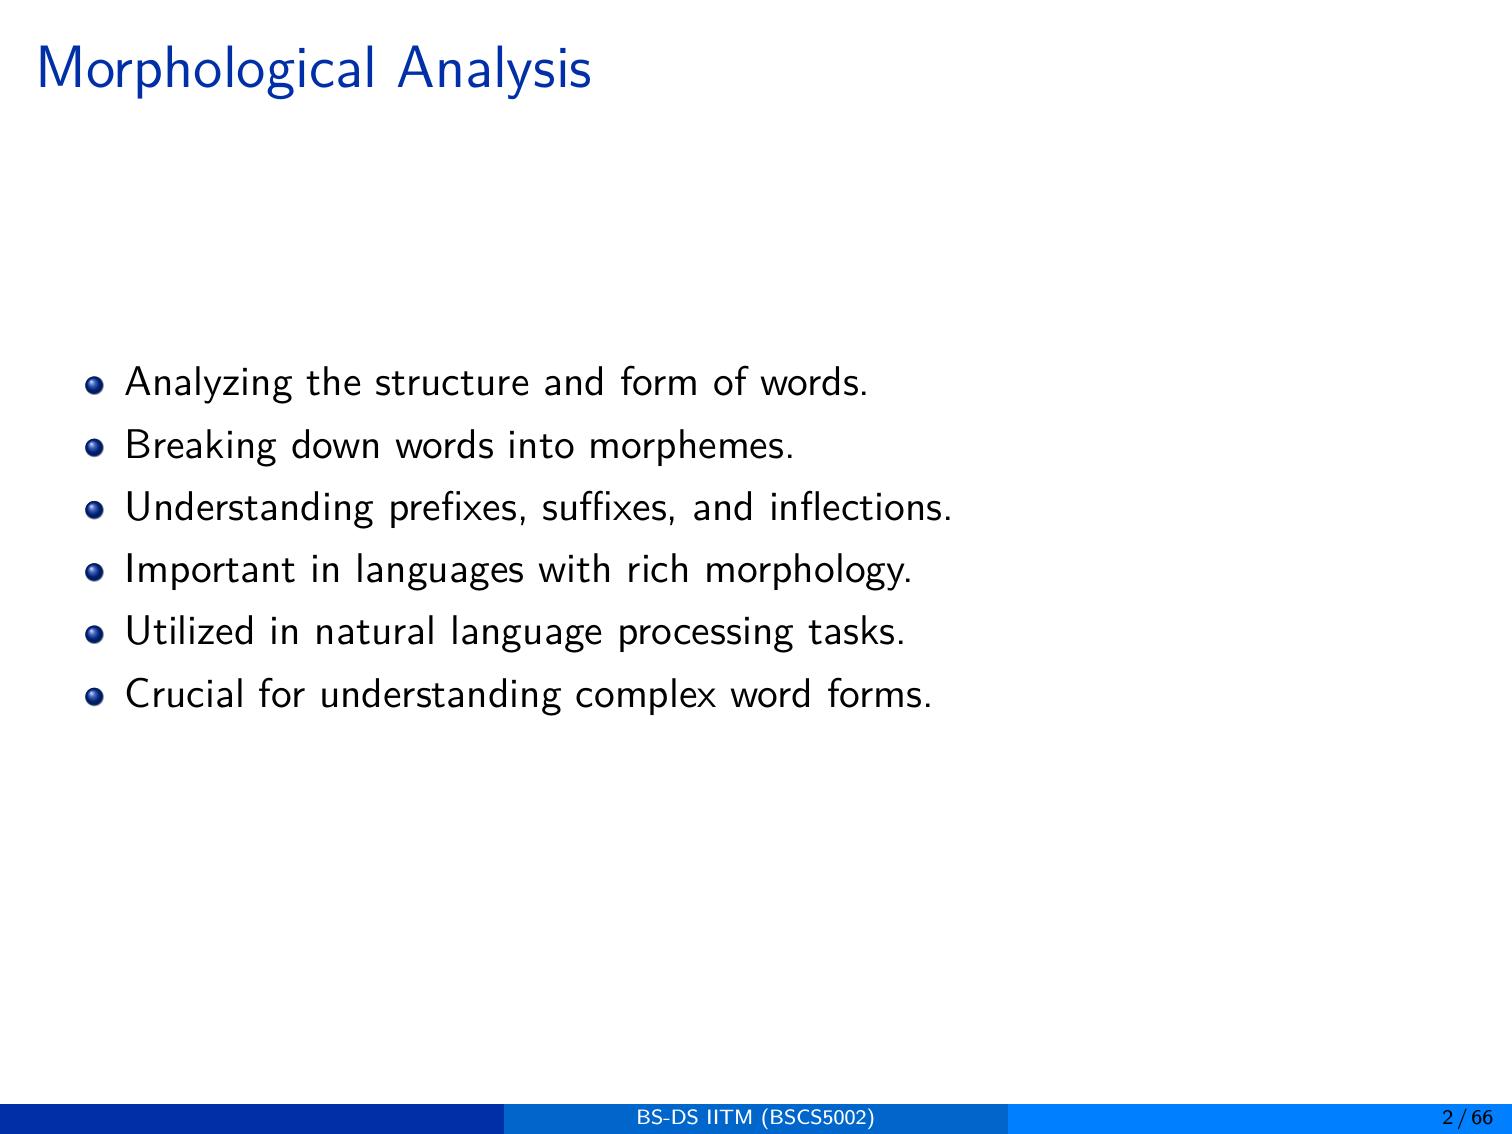 Morphological Analysis
Analyzing the structure and form of words.
Breaking down words into morphemes.
Understanding prefixes, suffixes, and inflections.
Important in languages with rich morphology.
Utilized in natural language processing tasks.
Crucial for understanding complex word forms.
BS-DS IITM (BSCS5002) 2 / 66